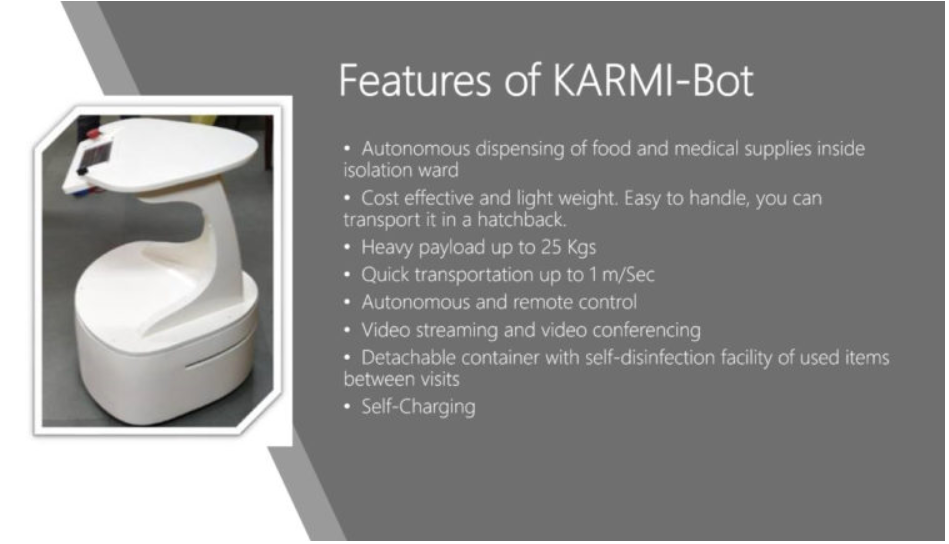 Features of KARMI-Bot
• Autonomous dispensing of food and medical supplies inside
isolation ward
• Cost effective and light weight. Easy to handle, you can
transport it in a hatchback.
• Heavy payload up to 25 Kgs
• Quick transportation up to 1 m/Sec
• Autonomous and remote control
• Video streaming and video conferencing
• Detachable container with self-disinfection facility of used items
between visits
• Self-Charging